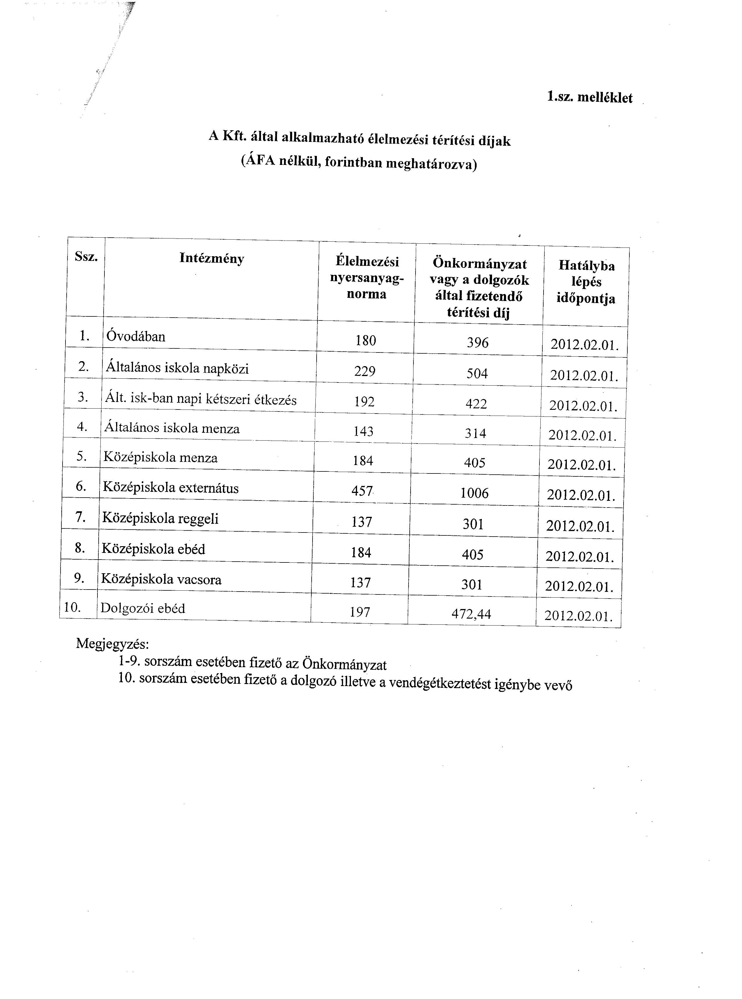 1.sz. melléklet
A Kft. által alkalmazható élelmezési térítési díjak
(ÁFA nélkül, forintban meghatározva)
Ssz. Intézmény Élelmezési nyersanyag-norma Önkormányzat vagy a dolgozók által fizetendő térítési díj Hatályba lépés időpontja
1. Óvodában 180 396 2012.02.01.
2. Általános iskola napközi 229 504 2012.02.01.
3. Ált. isk-ban napi kétszeri étkezés 192 422 2012.02.01.
4. Általános iskola menza 143 314 2012.02.01.
5. Középiskola menza 184 405 2012.02.01.
6. Középiskola externátus 457 1006 2012.02.01.
7. Középiskola reggeli 137 301 2012.02.01.
8. Középiskola ebéd 184 405 2012.02.01.
9. Középiskola vacsora 137 301 2012.02.01.
10. Dolgozói ebéd 197 472,44 2012.02.01.
Megjegyzés:
1-9. sorszám esetében fizető az Önkormányzat
10. sorszám esetében fizető a dolgozó illetve a vendégétkeztetést igénybe vevő